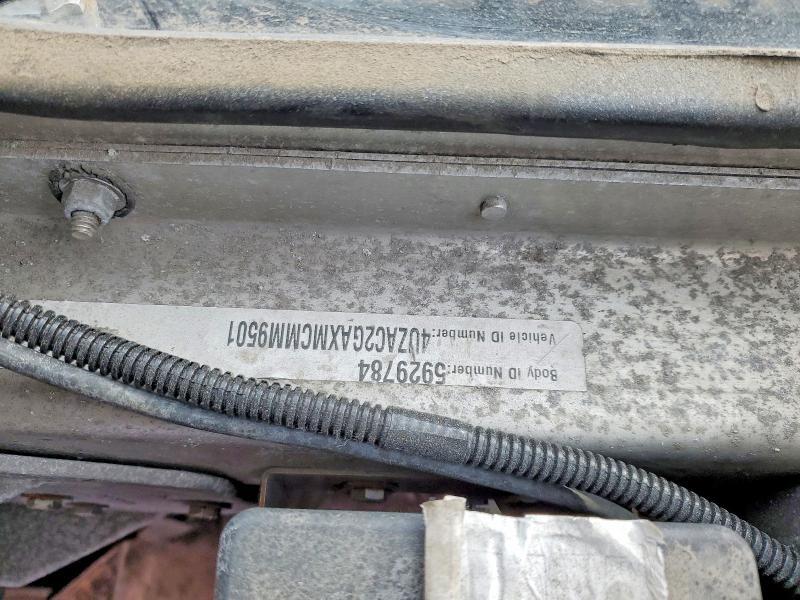 Body ID Number: 5929784
Vehicle ID Number: 4UZAC2GAXMCMM9501